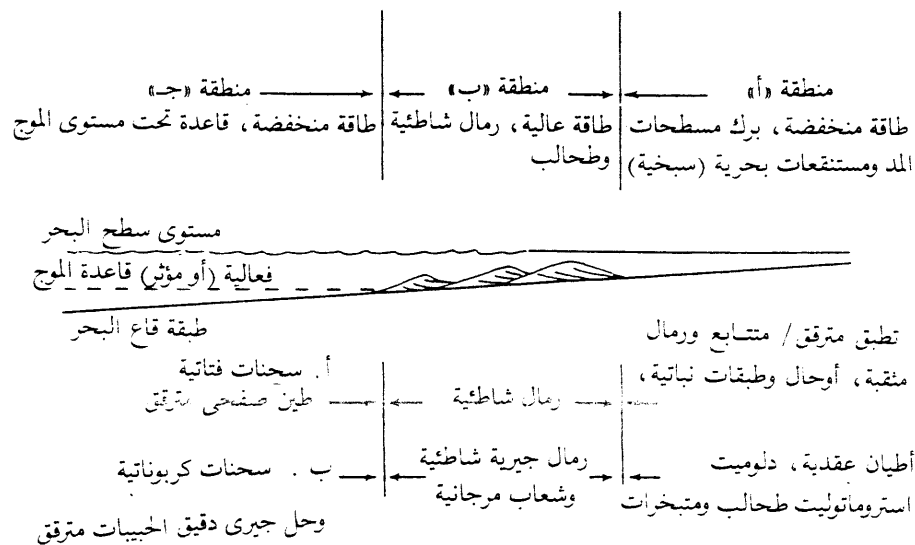 منطقة «أ»
منطقة «ب»
منطقة «جـ»
طاقة منخفضة، برك مسطحات
المد ومستنقعات بحرية (سبخية)
طاقة عالية، رمال شاطئية
وطحالب
طاقة منخفضة، قاعدة تحت مستوى الموج
مستوى سطح البحر
فعالية (أو مؤثر) قاعدة الموج
طبقة قاع البحر
تطبق مترقق / متتابع ورمال
مثقبة، أوحال وطبقات نباتية،
رمال شاطئية
أ. سحنات فتاتية
طين صفحى مترقق
أطيان عقدية، دلوميت
استروماتوليت طحالب ومتبخرات
رمال جيرية شاطئية
وشعاب مرجانية
ب. سحنات كربوناتية
وحل جيرى دقيق الحبيبات مترقق